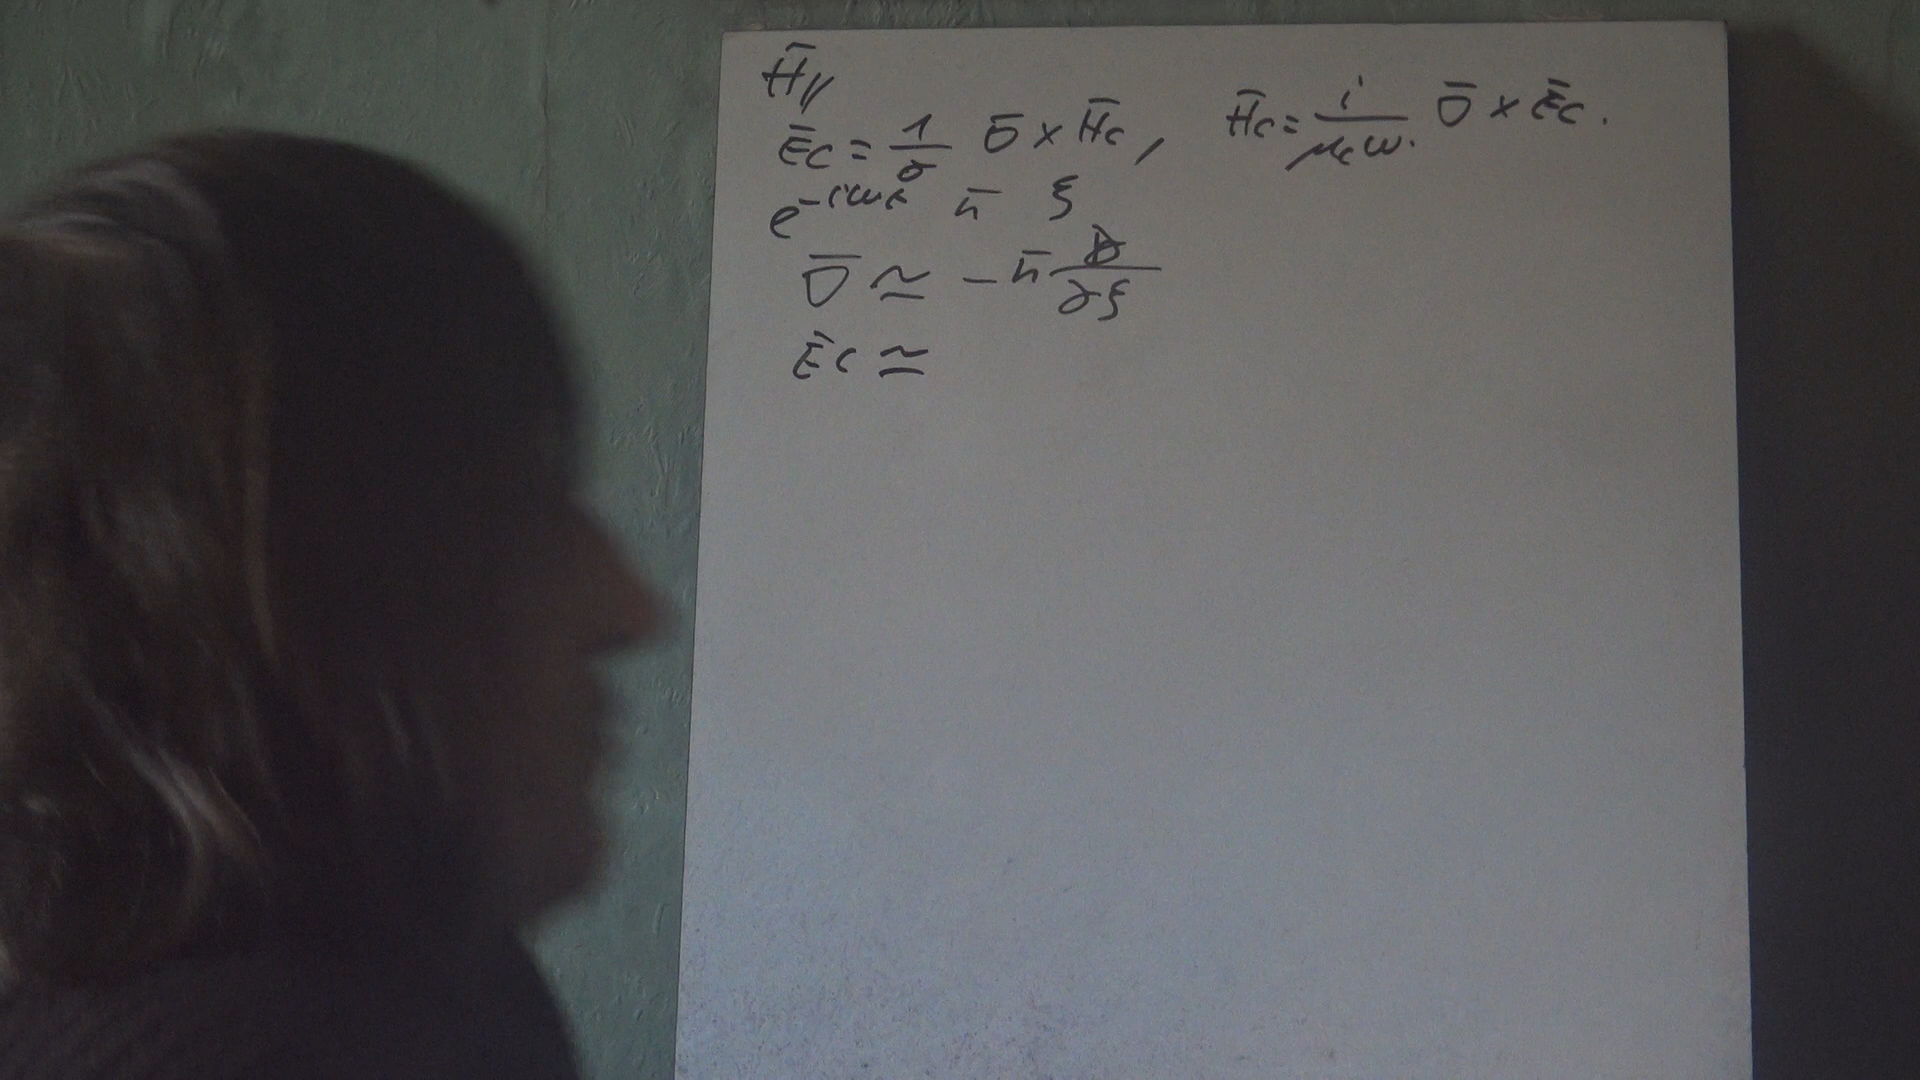 H̄∥
Ēc = 1/σ ∇̄ × H̄c, H̄c = i/μcω. ∇̄ × Ēc.
e^-iωt n̄ ξ
∇̄ ≃ -n̄ ∂/∂ξ
Ēc ≃